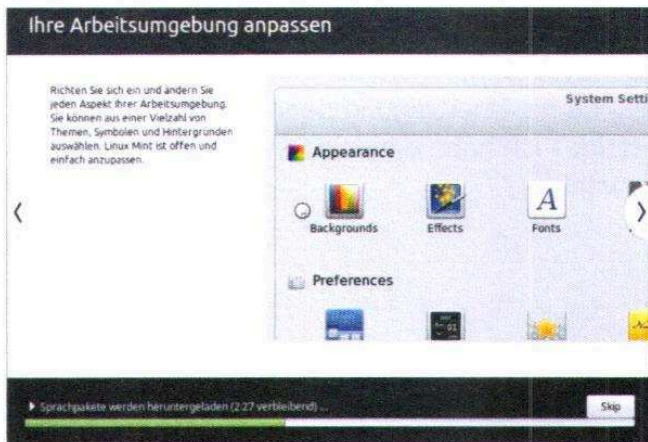 Ihre Arbeitsumgebung anpassen
Richten Sie sich ein und ändern Sie
jeden Aspekt Ihrer Arbeitsumgebung.
Sie können aus einer Vielzahl von
Themen, Symbolen und Hintergründen
auswählen. Linux Mint ist offen und
einfach anzupassen.
System Setti
Appearance
Backgrounds
Effects
Fonts
Preferences
Sprachpakete werden heruntergeladen (2:27 verbleibend) ...
Skip